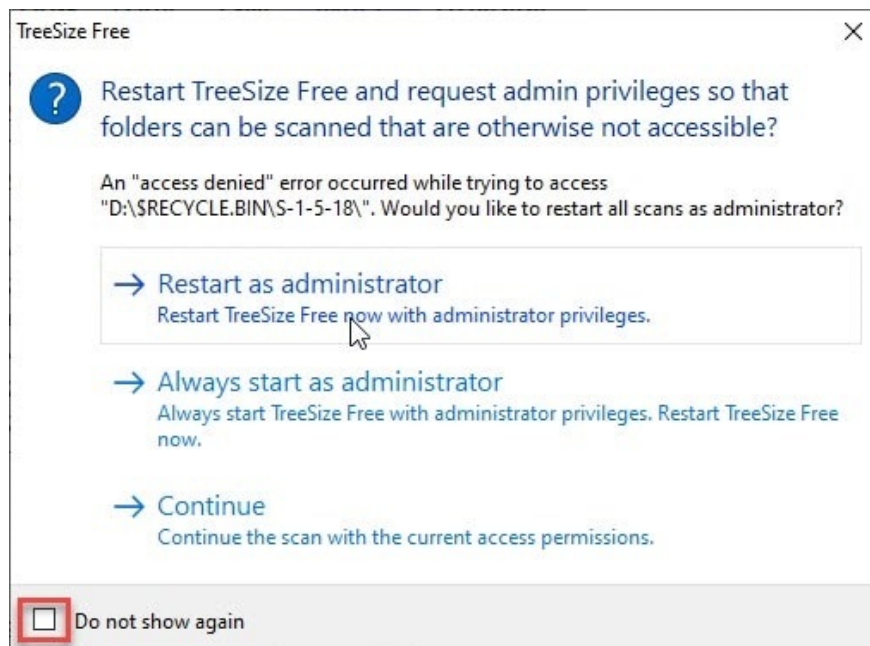 TreeSize Free
Restart TreeSize Free and request admin privileges so that
folders can be scanned that are otherwise not accessible?
An "access denied" error occurred while trying to access
"D:\$RECYCLE.BIN\S-1-5-18\". Would you like to restart all scans as administrator?
Restart as administrator
Restart TreeSize Free now with administrator privileges.
Always start as administrator
Always start TreeSize Free with administrator privileges. Restart TreeSize Free
now.
Continue
Continue the scan with the current access permissions.
Do not show again